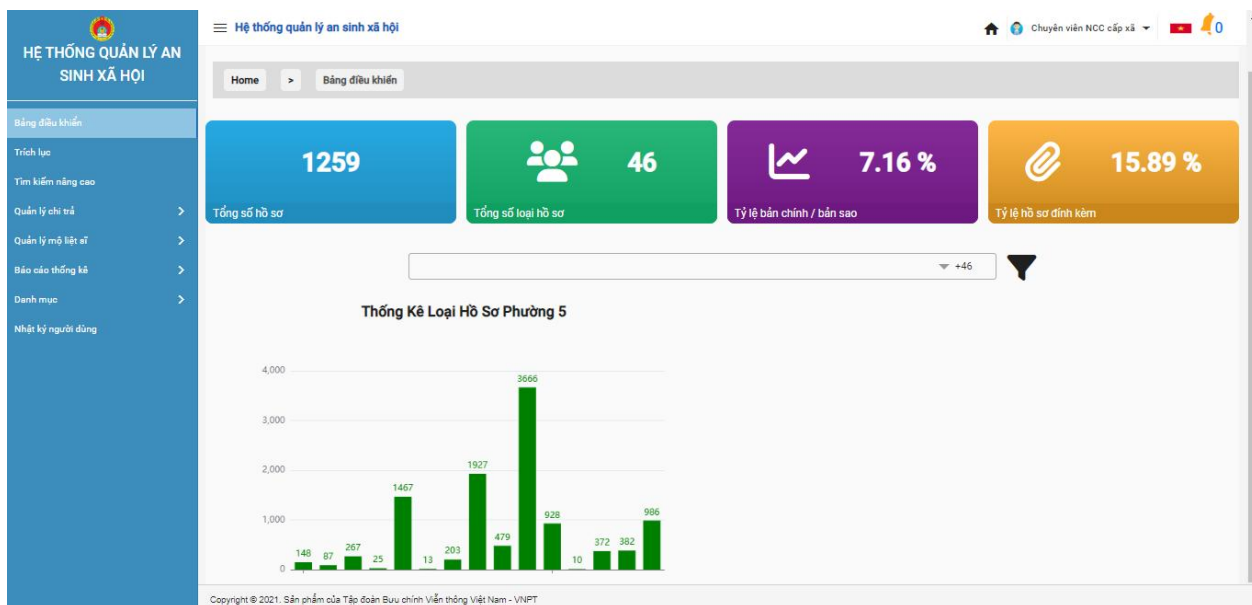 HỆ THỐNG QUẢN LÝ AN
SINH XÃ HỘI
Bảng điều khiển
Trích lục
Tìm kiếm nâng cao
Quản lý chi trả
Quản lý mộ liệt sĩ
Báo cáo thống kê
Danh mục
Nhật ký người dùng
Hệ thống quản lý an sinh xã hội
Chuyên viên NCC cấp xã
0
Home > Bảng điều khiển
1259
Tổng số hồ sơ
46
Tổng số loại hồ sơ
7.16 %
Tỷ lệ bản chính / bản sao
15.89 %
Tỷ lệ hồ sơ đính kèm
+46
Thống Kê Loại Hồ Sơ Phường 5
4,000
3,000
2,000
1,000
0
148 87 267 25 1467 13 203 1927 479 3666 928 10 372 382 986
Copyright © 2021. Sản phẩm của Tập đoàn Bưu chính Viễn thông Việt Nam - VNPT